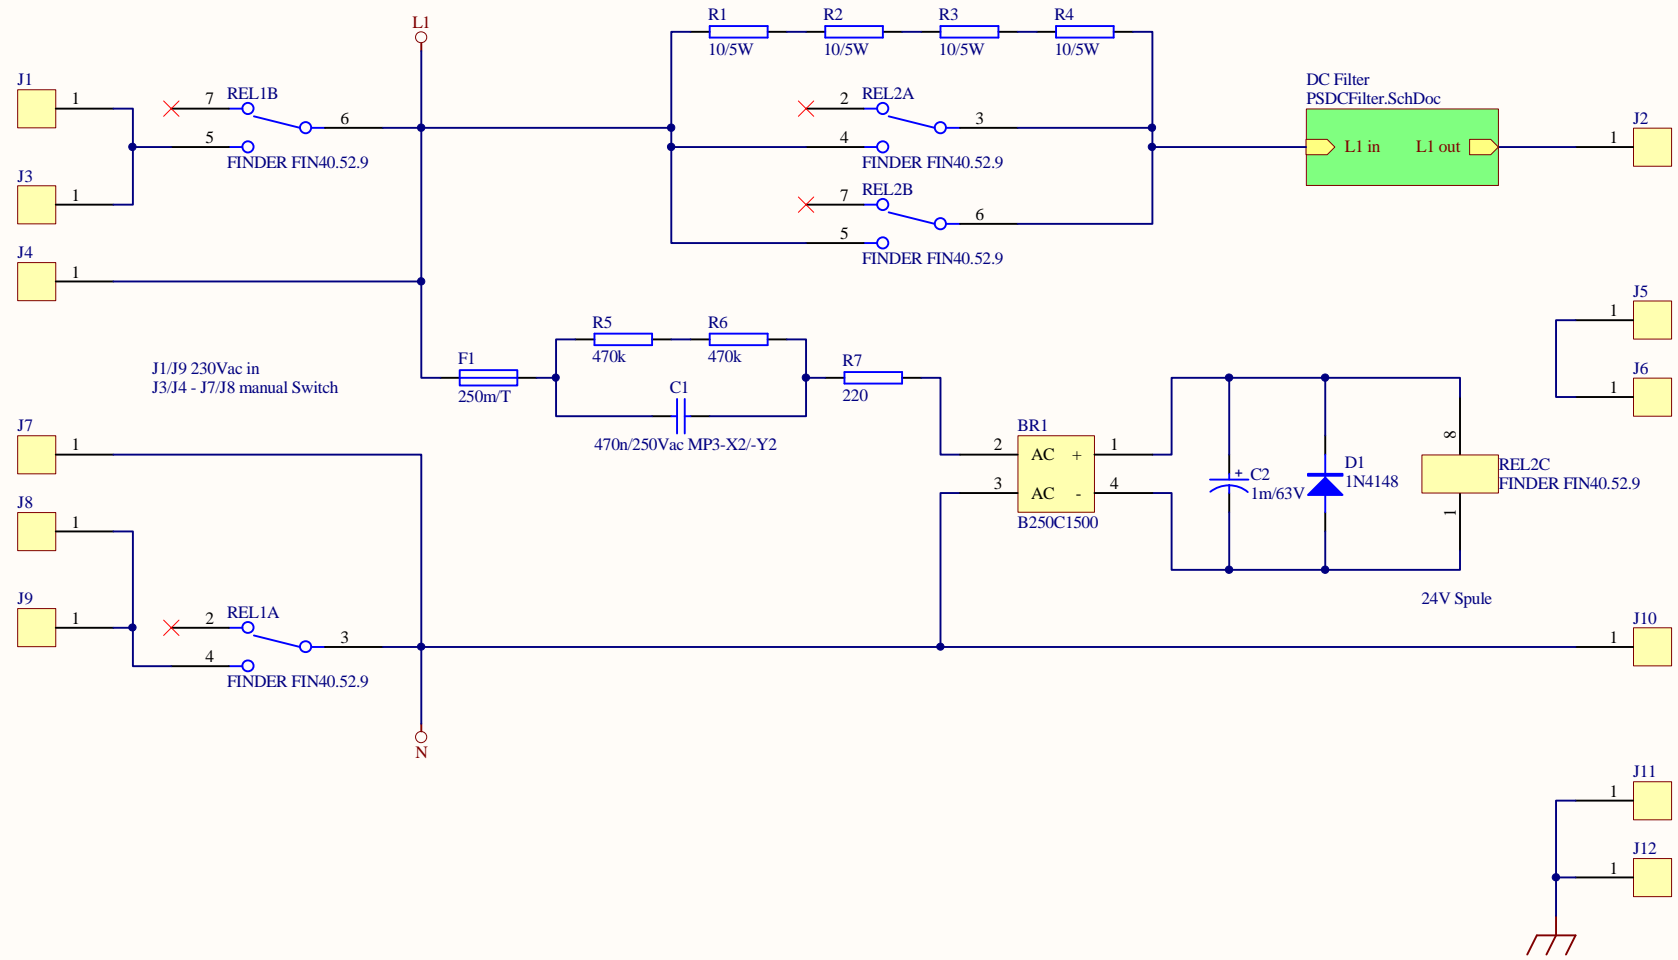 L1
R1
R2
R3
R4
10/5W
10/5W
10/5W
10/5W
J1
1
7
REL1B
6
5
FINDER FIN40.52.9
J3
1
2
REL2A
3
4
FINDER FIN40.52.9
7
REL2B
6
5
FINDER FIN40.52.9
DC Filter
PSDCFilter.SchDoc
L1 in
L1 out
1
J2
J4
1
J1/J9 230Vac in
J3/J4 - J7/J8 manual Switch
F1
250m/T
R5
470k
R6
470k
C1
470n/250Vac MP3-X2/-Y2
R7
220
J5
1
J6
1
BR1
2
AC +
1
3
AC -
4
B250C1500
+
C2
1m/63V
D1
1N4148
8
REL2C
FINDER FIN40.52.9
1
24V Spule
J7
1
J8
1
J9
1
2
REL1A
3
4
FINDER FIN40.52.9
N
J10
1
J11
1
J12
1